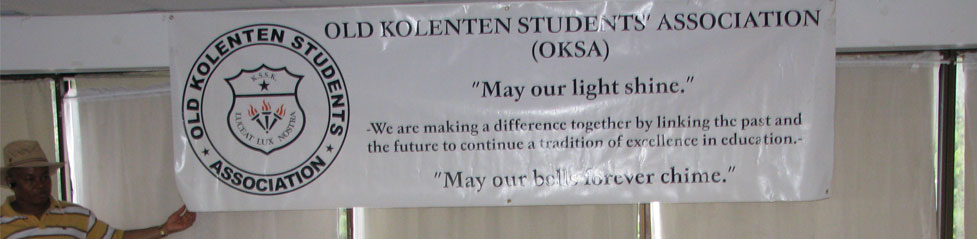 OLD KOLENTEN STUDENTS' ASSOCIATION
(OKSA)
"May our light shine."
-We are making a difference together by linking the past and
the future to continue a tradition of excellence in education.-
"May our bells forever chime."
OLD KOLENTEN STUDENTS
ASSOCIATION
K.S.S.K.
LUCEAT LUX NOSTRA